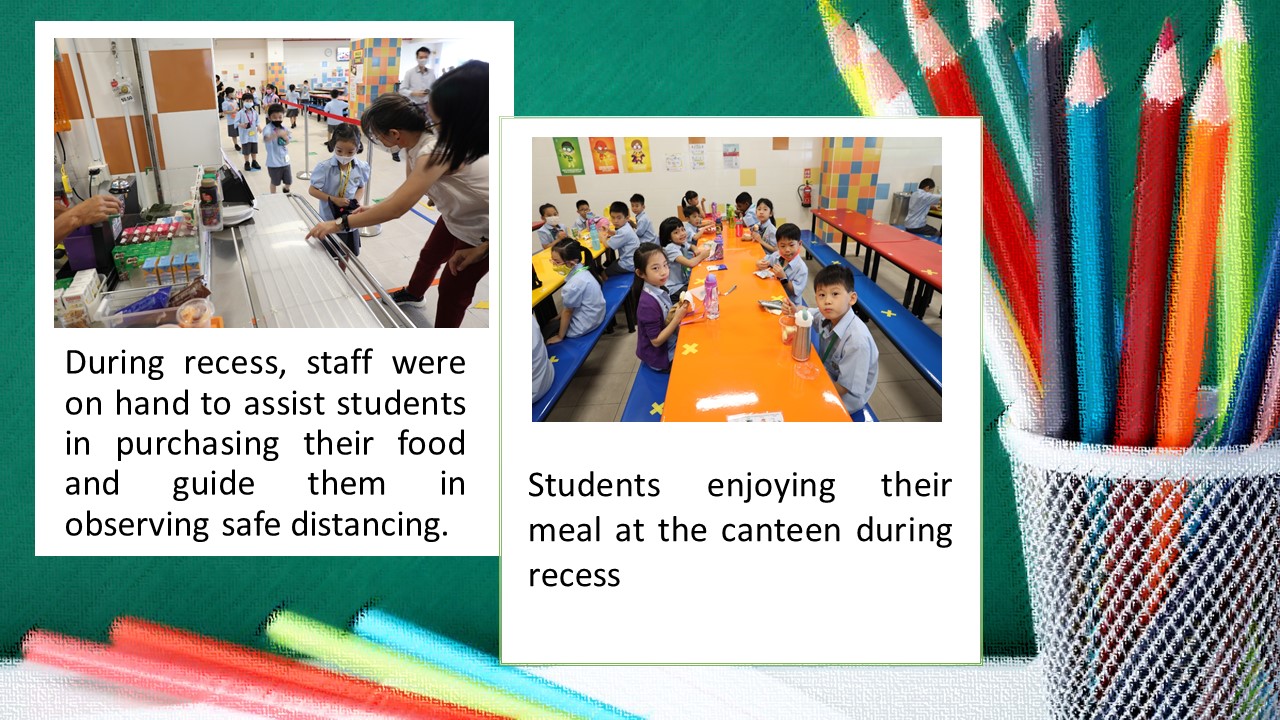 During recess, staff were
on hand to assist students
in purchasing their food
and guide them in
observing safe distancing.
Students enjoying their
meal at the canteen during
recess